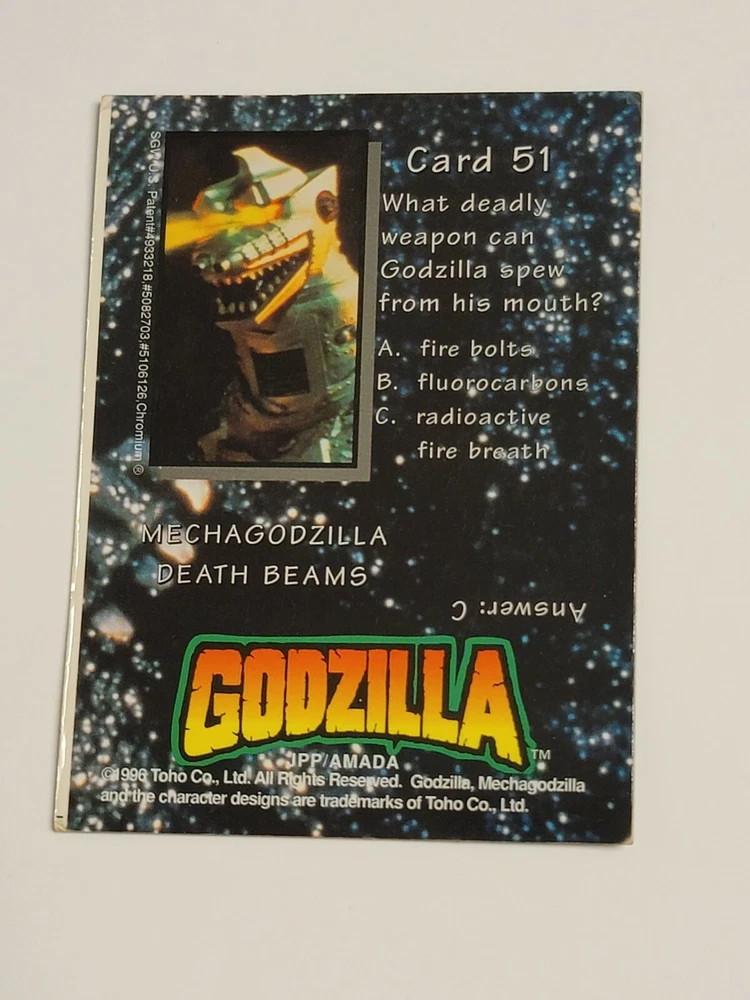 SGW U.S. Patent#4933218,#5082703,#5106126,Chromium®
Card 51
What deadly
weapon can
Godzilla spew
from his mouth?
A. fire bolts
B. fluorocarbons
C. radioactive
fire breath
MECHAGODZILLA
DEATH BEAMS
Answer: C
GODZILLA™
JPP/AMADA
©1996 Toho Co., Ltd. All Rights Reserved. Godzilla, Mechagodzilla
and the character designs are trademarks of Toho Co., Ltd.